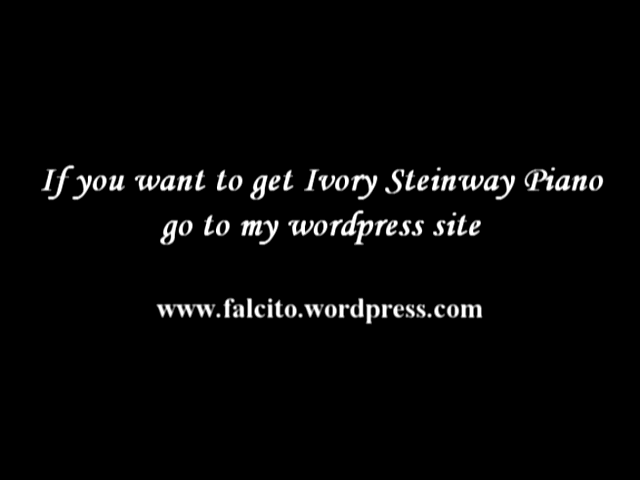 If you want to get Ivory Steinway Piano
go to my wordpress site
www.falcito.wordpress.com